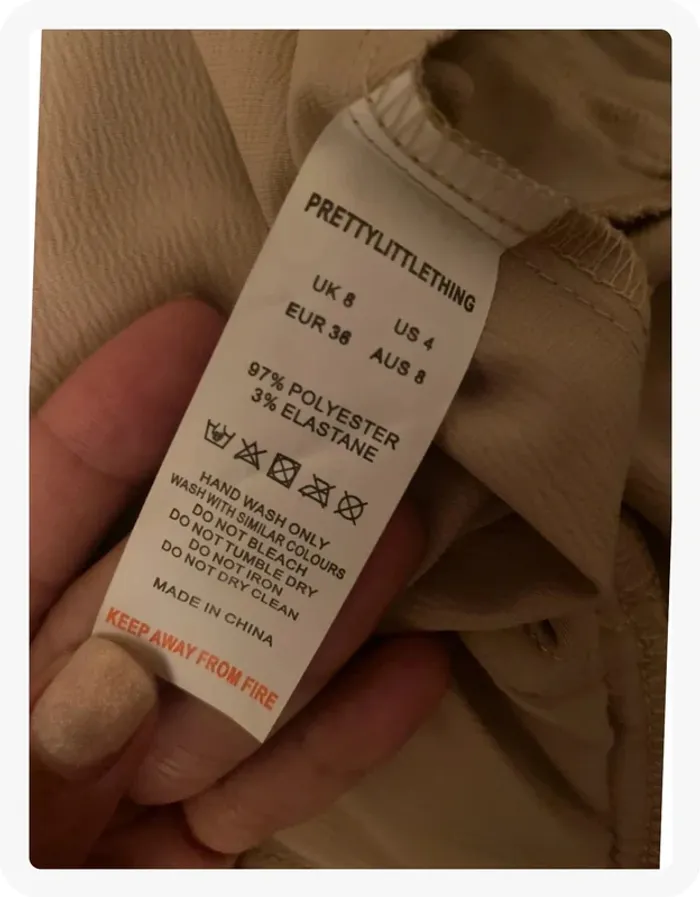 PRETTYLITTLETHING
UK 8 US 4
EUR 36 AUS 8
97% POLYESTER
3% ELASTANE
HAND WASH ONLY
WASH WITH SIMILAR COLOURS
DO NOT BLEACH
DO NOT TUMBLE DRY
DO NOT IRON
DO NOT DRY CLEAN
MADE IN CHINA
KEEP AWAY FROM FIRE